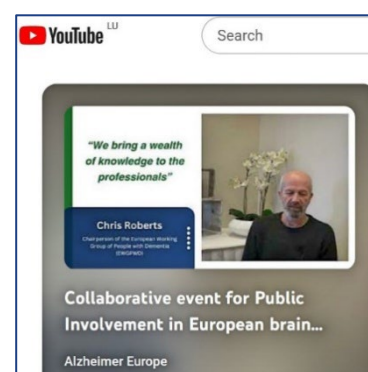 YouTube LU
Search
"We bring a wealth
of knowledge to the
professionals"
Chris Roberts
Chairperson of the European Working
Group of People with Dementia
(EWGPWD)
Collaborative event for Public
Involvement in European brain...
Alzheimer Europe